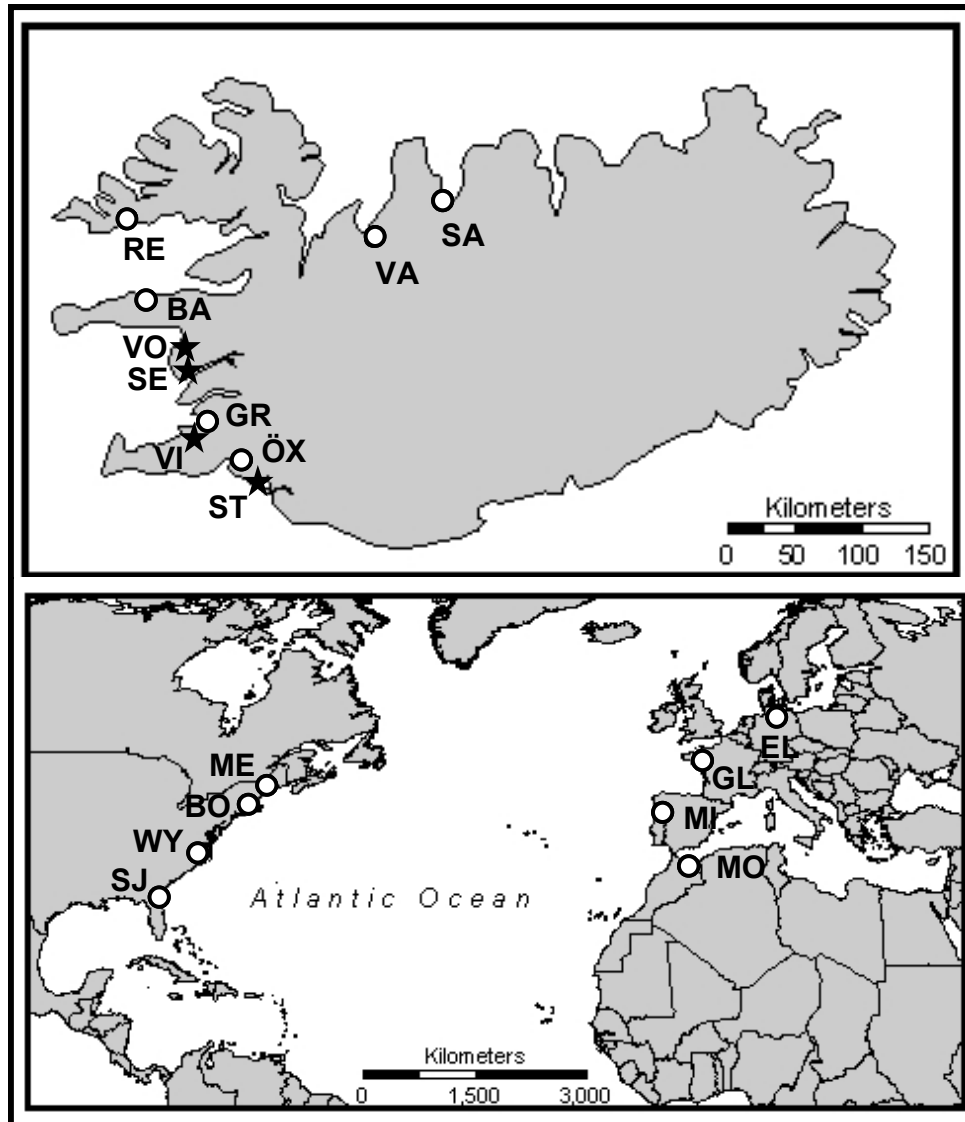 SA
RE
VA
BA
VO
SE
GR
VI
ÖX
ST
Kilometers
0 50 100 150
EL
ME
GL
BO
MI
WY
MO
SJ
Atlantic Ocean
Kilometers
0 1,500 3,000